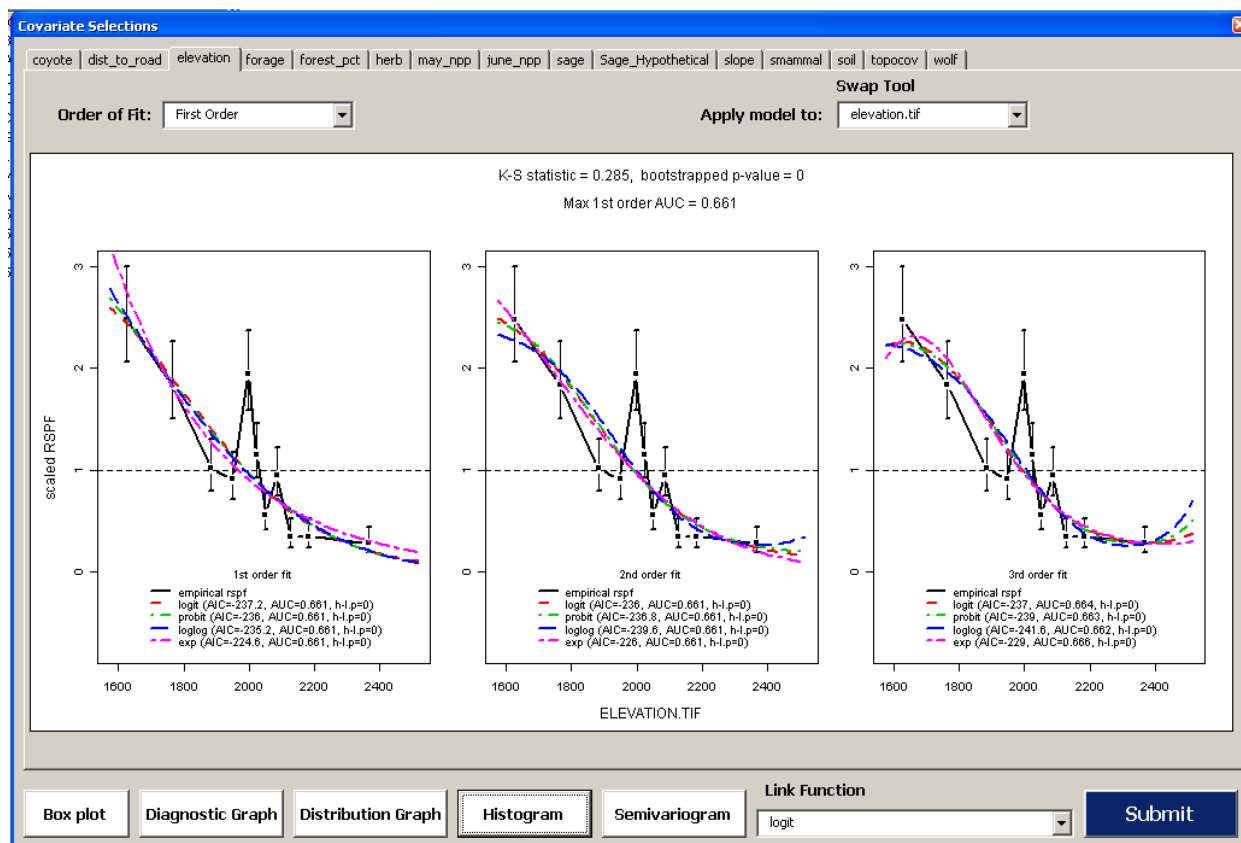 Covariate Selections
coyote dist_to_road elevation forage forest_pct herb may_npp june_npp sage Sage_Hypothetical slope smammal soil topocov wolf
Swap Tool
Order of Fit: First Order Apply model to: elevation.tif
K-S statistic = 0.285, bootstrapped p-value = 0
Max 1st order AUC = 0.661
scaled RSPF
3
2
1
0
1st order fit
empirical rspf
logit (AIC=-237.2, AUC=0.661, h-l.p=0)
probit (AIC=-236, AUC=0.661, h-l.p=0)
loglog (AIC=-235.2, AUC=0.661, h-l.p=0)
exp (AIC=-224.6, AUC=0.661, h-l.p=0)
1600 1800 2000 2200 2400
3
2
1
0
2nd order fit
empirical rspf
logit (AIC=-236, AUC=0.661, h-l.p=0)
probit (AIC=-236.8, AUC=0.661, h-l.p=0)
loglog (AIC=-239.6, AUC=0.661, h-l.p=0)
exp (AIC=-226, AUC=0.661, h-l.p=0)
1600 1800 2000 2200 2400
3
2
1
0
3rd order fit
empirical rspf
logit (AIC=-237, AUC=0.664, h-l.p=0)
probit (AIC=-239, AUC=0.663, h-l.p=0)
loglog (AIC=-241.6, AUC=0.662, h-l.p=0)
exp (AIC=-229, AUC=0.666, h-l.p=0)
1600 1800 2000 2200 2400
ELEVATION.TIF
Link Function
Box plot Diagnostic Graph Distribution Graph Histogram Semivariogram logit Submit